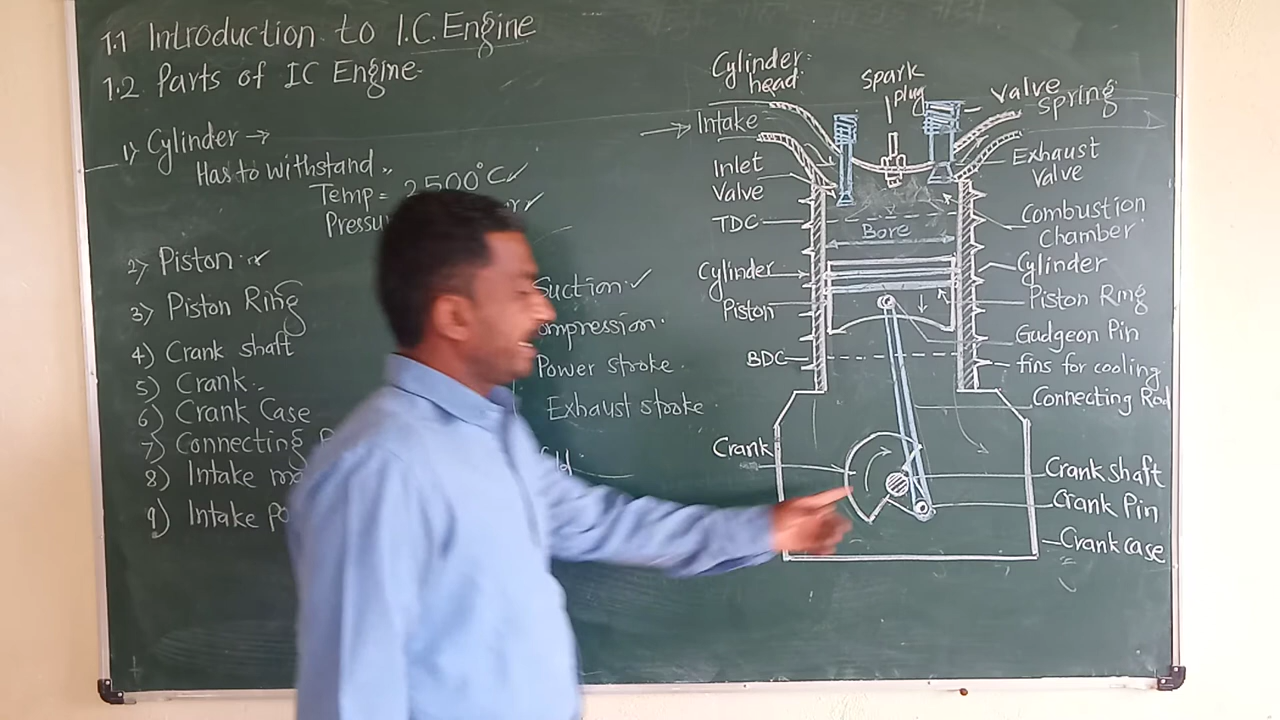 1.1 Introduction to I.C. Engine
1.2 Parts of IC Engine
1) Cylinder →
Has to withstand
Temp = 2500°C ✓
2) Piston ✓
3) Piston Ring
4) Crank shaft
5) Crank
6) Crank Case
7) Connecting
8) Intake
9) Intake
Suction ✓
Power stroke
Exhaust stroke
Cylinder head
Spark plug
Valve Spring
Intake
Inlet Valve
TDC
Bore
Cylinder
Piston
BDC
Crank
Exhaust Valve
Combustion Chamber
Cylinder
Piston Ring
Gudgeon Pin
fins for cooling
Connecting Rod
Crank shaft
Crank Pin
Crank case